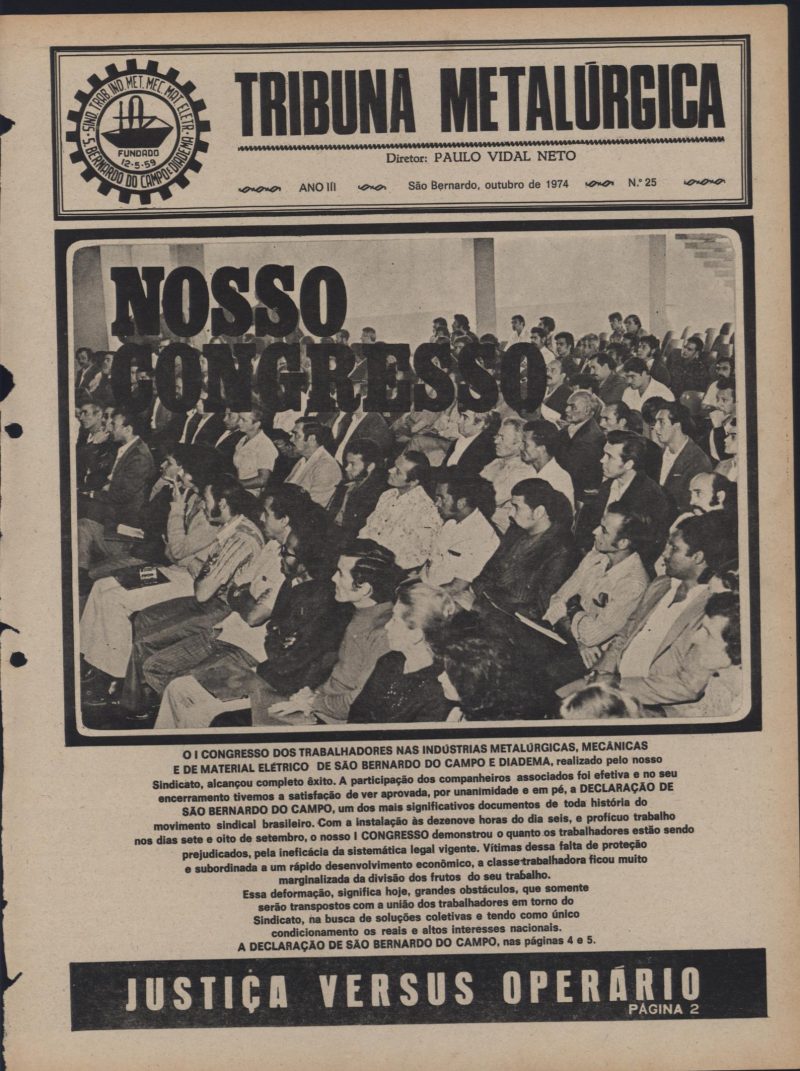 SIND. TRAB. IND. MET. MEC. MAT. ELETR.
S. BERNARDO DO CAMPO E DIADEMA
FUNDADO
12-5-59
TRIBUNA METALÚRGICA
Diretor: PAULO VIDAL NETO
ANO III São Bernardo, outubro de 1974 N.º 25
NOSSO
CONGRESSO
O I CONGRESSO DOS TRABALHADORES NAS INDÚSTRIAS METALÚRGICAS, MECÂNICAS
E DE MATERIAL ELÉTRICO DE SÃO BERNARDO DO CAMPO E DIADEMA, realizado pelo nosso
Sindicato, alcançou completo êxito. A participação dos companheiros associados foi efetiva e no seu
encerramento tivemos a satisfação de ver aprovada, por unanimidade e em pé, a DECLARAÇÃO DE
SÃO BERNARDO DO CAMPO, um dos mais significativos documentos de toda história do
movimento sindical brasileiro. Com a instalação às dezenove horas do dia seis, e profícuo trabalho
nos dias sete e oito de setembro, o nosso I CONGRESSO demonstrou o quanto os trabalhadores estão sendo
prejudicados, pela ineficácia da sistemática legal vigente. Vítimas dessa falta de proteção
e subordinada a um rápido desenvolvimento econômico, a classe-trabalhadora ficou muito
marginalizada da divisão dos frutos do seu trabalho.
Essa deformação, significa hoje, grandes obstáculos, que somente
serão transpostos com a união dos trabalhadores em torno do
Sindicato, na busca de soluções coletivas e tendo como único
condicionamento os reais e altos interesses nacionais.
A DECLARAÇÃO DE SÃO BERNARDO DO CAMPO, nas páginas 4 e 5.
JUSTIÇA VERSUS OPERÁRIO
PÁGINA 2